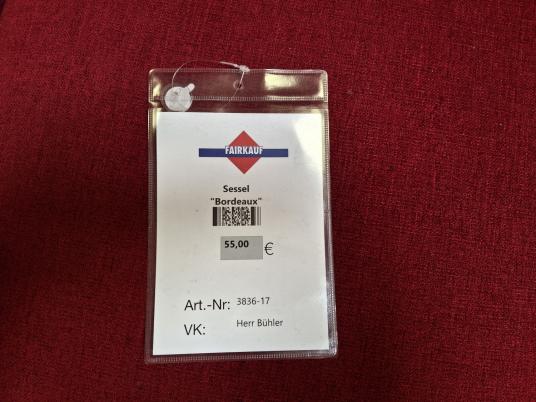 FAIRKAUF
Sessel
"Bordeaux"
55,00 €
Art.-Nr: 3836-17
VK: Herr Bühler